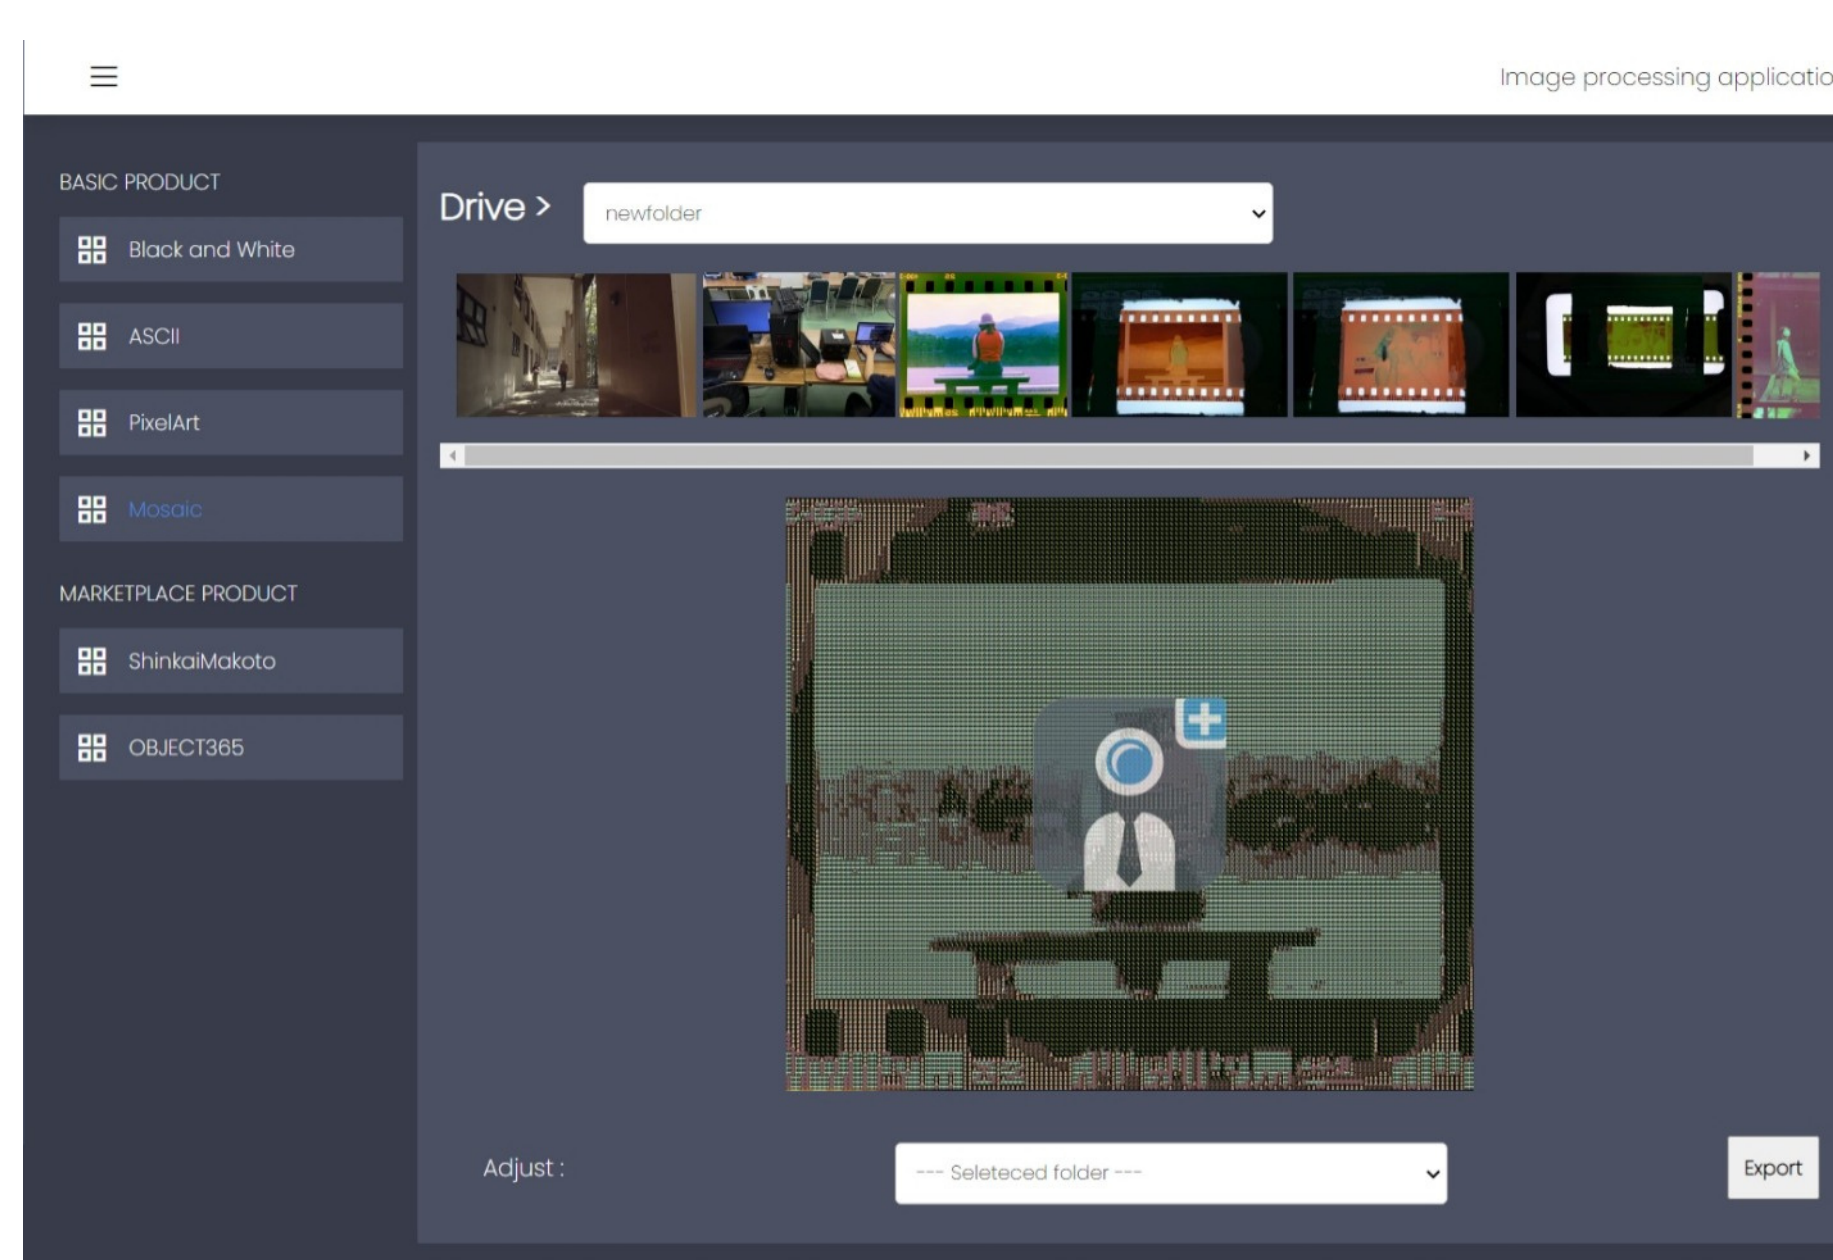 Image processing applicatio
BASIC PRODUCT
Black and White
ASCII
PixelArt
Mosaic
MARKETPLACE PRODUCT
ShinkaiMakoto
OBJECT365
Drive >
newfolder
Adjust :
--- Seleteced folder ---
Export